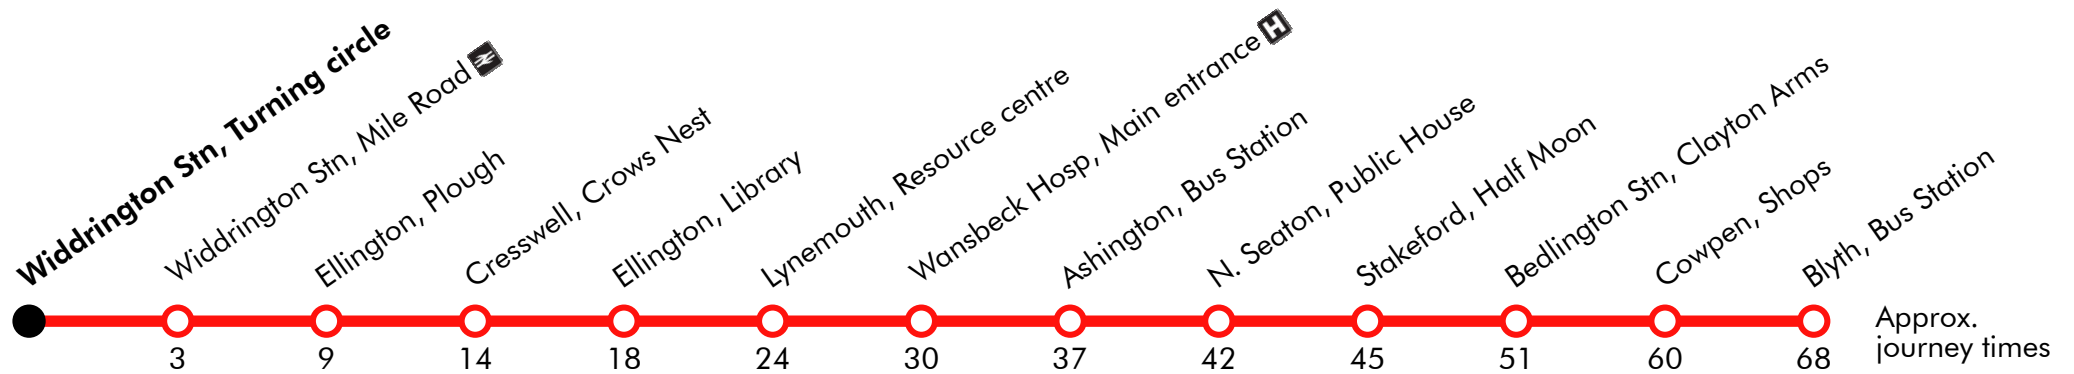 Widdrington Stn, Turning circle
Widdrington Stn, Mile Road
Ellington, Plough
Cresswell, Crows Nest
Ellington, Library
Lynemouth, Resource centre
Wansbeck Hosp, Main entrance H
Ashington, Bus Station
N. Seaton, Public House
Stakeford, Half Moon
Bedlington Stn, Clayton Arms
Cowpen, Shops
Blyth, Bus Station
3 9 14 18 24 30 37 42 45 51 60 68
Approx.
journey times